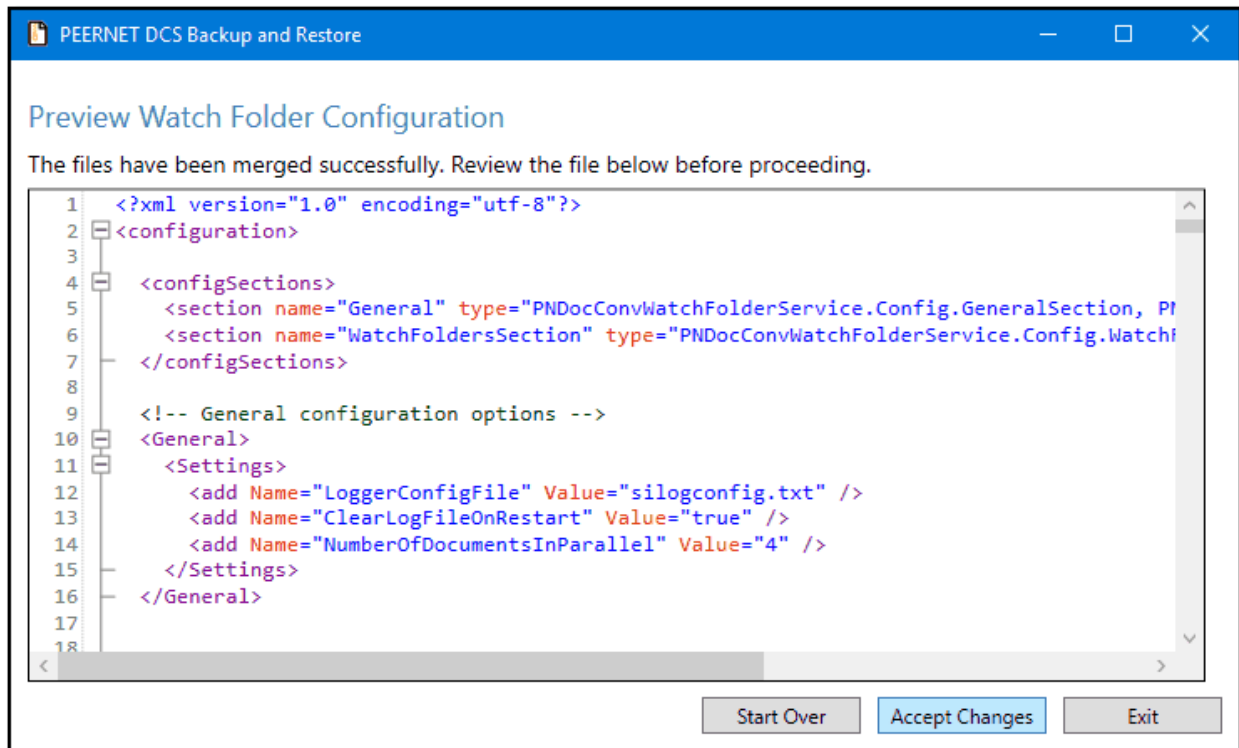 PEERNET DCS Backup and Restore
Preview Watch Folder Configuration
The files have been merged successfully. Review the file below before proceeding.
1 <?xml version="1.0" encoding="utf-8"?>
2 <configuration>
3
4 <configSections>
5 <section name="General" type="PNDocConvWatchFolderService.Config.GeneralSection,
6 <section name="WatchFoldersSection" type="PNDocConvWatchFolderService.Config.Watch
7 </configSections>
8
9 <!-- General configuration options -->
10 <General>
11 <Settings>
12 <add Name="LoggerConfigFile" Value="silogconfig.txt" />
13 <add Name="ClearLogFileOnRestart" Value="true" />
14 <add Name="NumberOfDocumentsInParallel" Value="4" />
15 </Settings>
16 </General>
17
18
Start Over Accept Changes Exit